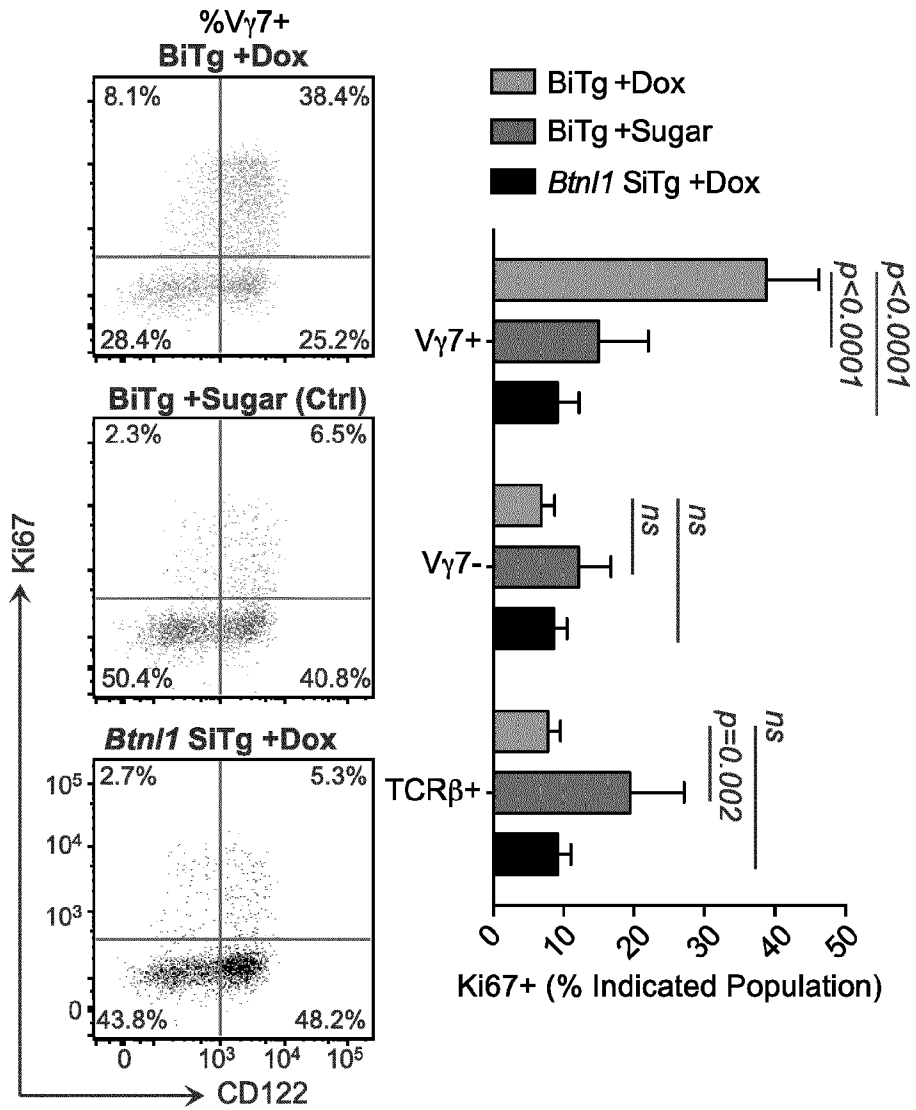 %Vγ7+
BiTg +Dox
8.1% 38.4%
28.4% 25.2%
BiTg +Sugar (Ctrl)
2.3% 6.5%
50.4% 40.8%
Btnl1 SiTg +Dox
2.7% 5.3%
43.8% 48.2%
10⁵
10⁴
10³
0
0 10³ 10⁴ 10⁵
Ki67
CD122
BiTg +Dox
BiTg +Sugar
Btnl1 SiTg +Dox
Vγ7+
p<0.0001
p<0.0001
Vγ7-
ns
ns
TCRβ+
p=0.002
ns
0 10 20 30 40 50
Ki67+ (% Indicated Population)